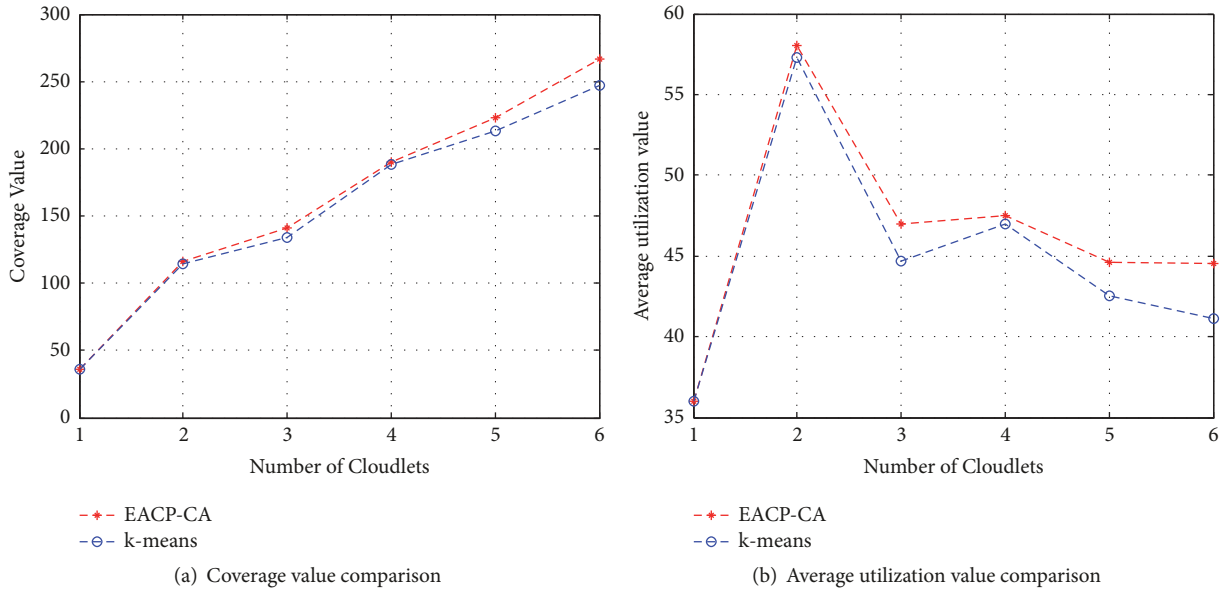 300
250
200
150
100
50
0
Coverage Value
1 2 3 4 5 6
Number of Cloudlets
EACP-CA
k-means
(a) Coverage value comparison
60
55
50
45
41
35
Average utilization value
1 2 3 4 5 6
Number of Cloudlets
EACP-CA
k-means
(b) Average utilization value comparison